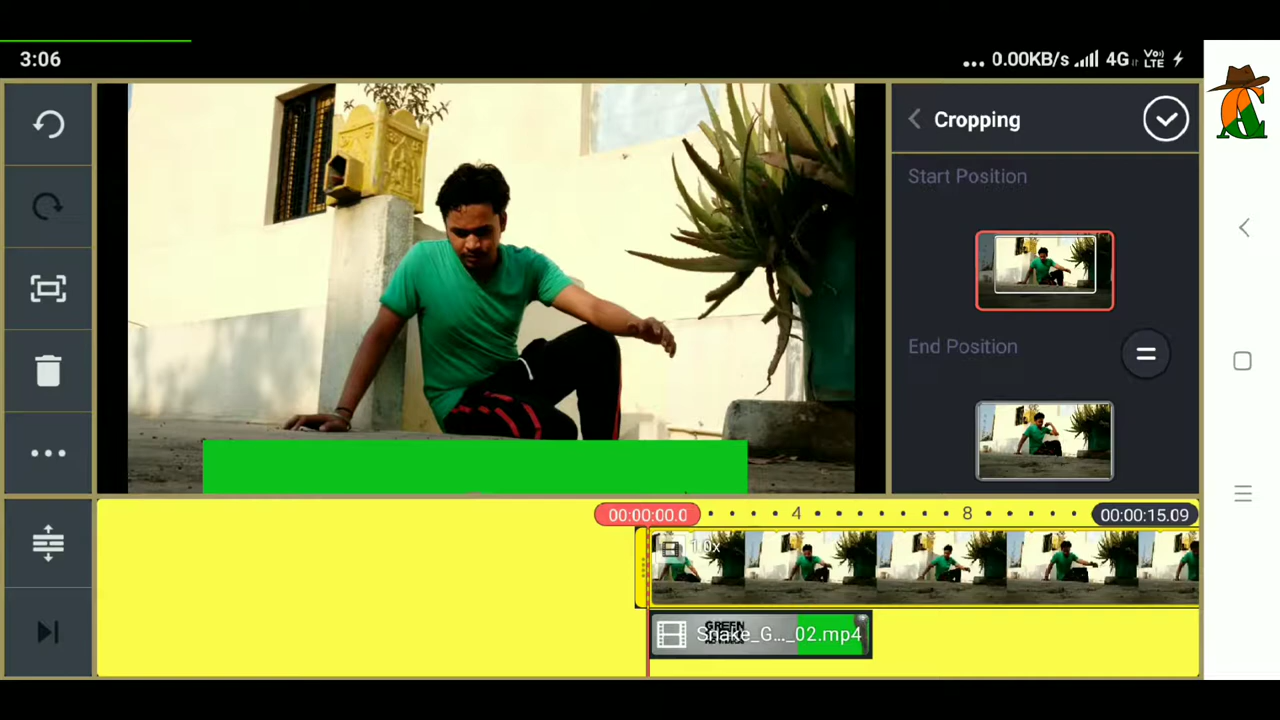 3:06
... 0.00KB/s 4G Vo) LTE
Cropping
Start Position
End Position
00:00:00.0
4
8
00:00:15.09
1.0x
GREEN
Snake_G..._02.mp4